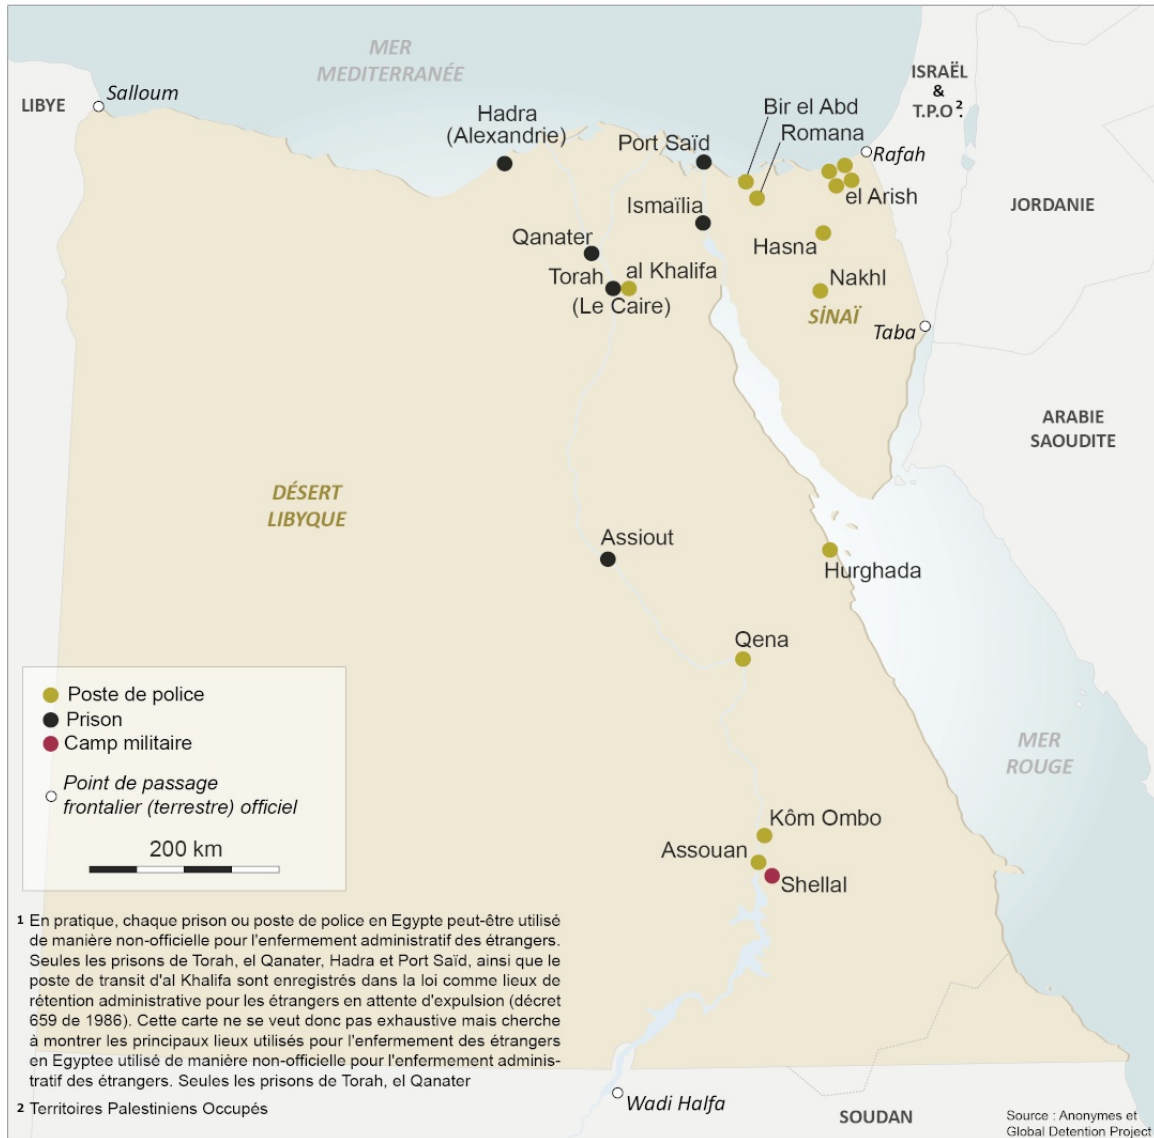 MER
MEDITERRANÉE
ISRAËL
&
T.P.O².
LIBYE
Salloum
Hadra
(Alexandrie)
Port Saïd
Bir el Abd
Romana
Rafah
el Arish
JORDANIE
Ismaïlia
Qanater
Hasna
Torah
al Khalifa
(Le Caire)
Nakhl
SİNAÏ
Taba
ARABIE
SAOUDITE
DÉSERT
LIBYQUE
Assiout
Hurghada
Qena
MER
ROUGE
Poste de police
Prison
Camp militaire
Point de passage
frontalier (terrestre) officiel
200 km
Kôm Ombo
Assouan
Shellal
1 En pratique, chaque prison ou poste de police en Egypte peut-être utilisé
de manière non-officielle pour l'enfermement administratif des étrangers.
Seules les prisons de Torah, el Qanater, Hadra et Port Saïd, ainsi que le
poste de transit d'al Khalifa sont enregistrés dans la loi comme lieux de
rétention administrative pour les étrangers en attente d'expulsion (décret
659 de 1986). Cette carte ne se veut donc pas exhaustive mais cherche
à montrer les principaux lieux utilisés pour l'enfermement des étrangers
en Egyptee utilisé de manière non-officielle pour l'enfermement adminis-
tratif des étrangers. Seules les prisons de Torah, el Qanater
2 Territoires Palestiniens Occupés
Wadi Halfa
SOUDAN
Source : Anonymes et
Global Detention Project